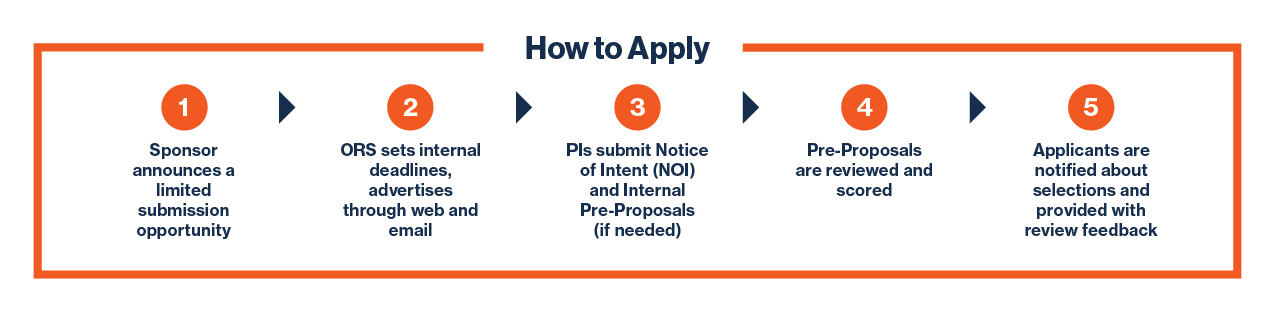 How to Apply
1
Sponsor
announces a
limited
submission
opportunity
2
ORS sets internal
deadlines,
advertises
through web and
email
3
PIs submit Notice
of Intent (NOI)
and Internal
Pre-Proposals
(if needed)
4
Pre-Proposals
are reviewed and
scored
5
Applicants are
notified about
selections and
provided with
review feedback